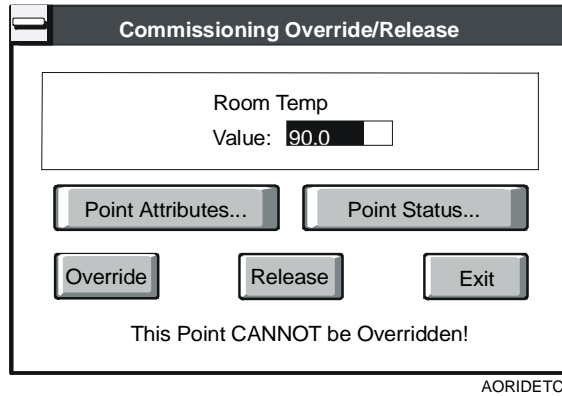 Commissioning Override/Release
Room Temp
Value: 90.0
Point Attributes... Point Status...
Override Release Exit
This Point CANNOT be Overridden!
AORIDETC